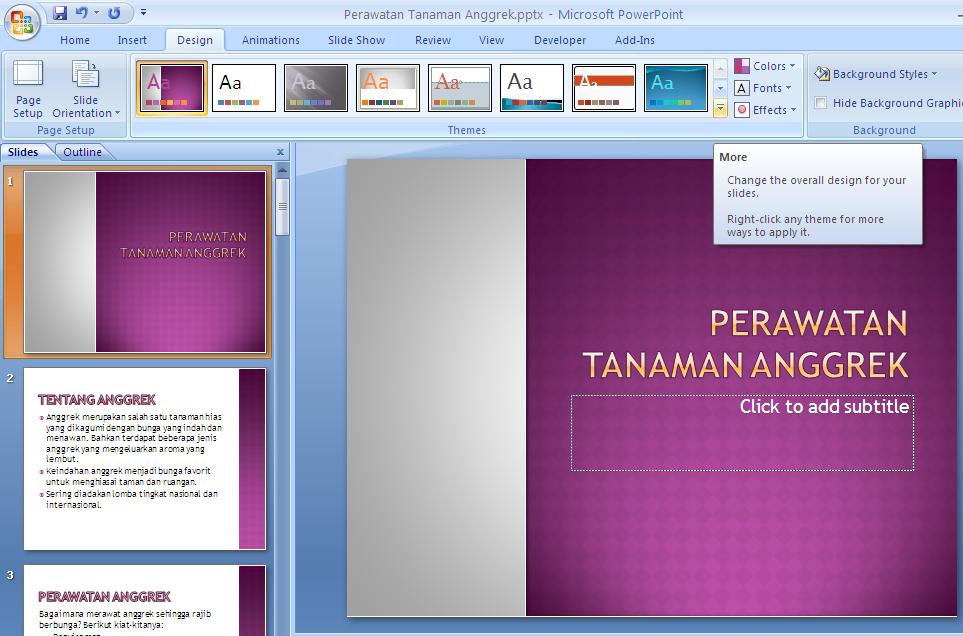 Perawatan Tanaman Anggrek.pptx - Microsoft PowerPoint
Home Insert Design Animations Slide Show Review View Developer Add-Ins
Page Setup
Slide Orientation
Page Setup
Aa Aa Aa Aa Aa Aa Aa Aa
Themes
Colors
Fonts
Effects
Background Styles
Hide Background Graphi
Background
Slides Outline x
More
Change the overall design for your
slides.
Right-click any theme for more
ways to apply it.
1
PERAWATAN
TANAMAN ANGGREK
2
TENTANG ANGGREK
Anggrek merupakan salah satu tanaman hias
yang dikagumi dengan bunga yang indah dan
menawan. Bahkan terdapat beberapa jenis
anggrek yang mengeluarkan aroma yang
lembut.
Keindahan anggrek menjadi bunga favorit
untuk menghiasai taman dan ruangan.
Sering diadakan lomba tingkat nasional dan
internasional.
3
PERAWATAN ANGGREK
Bagaimana merawat anggrek sehingga rajib
berbunga? Berikut kiat-kitanya:
PERAWATAN
TANAMAN ANGGREK
Click to add subtitle